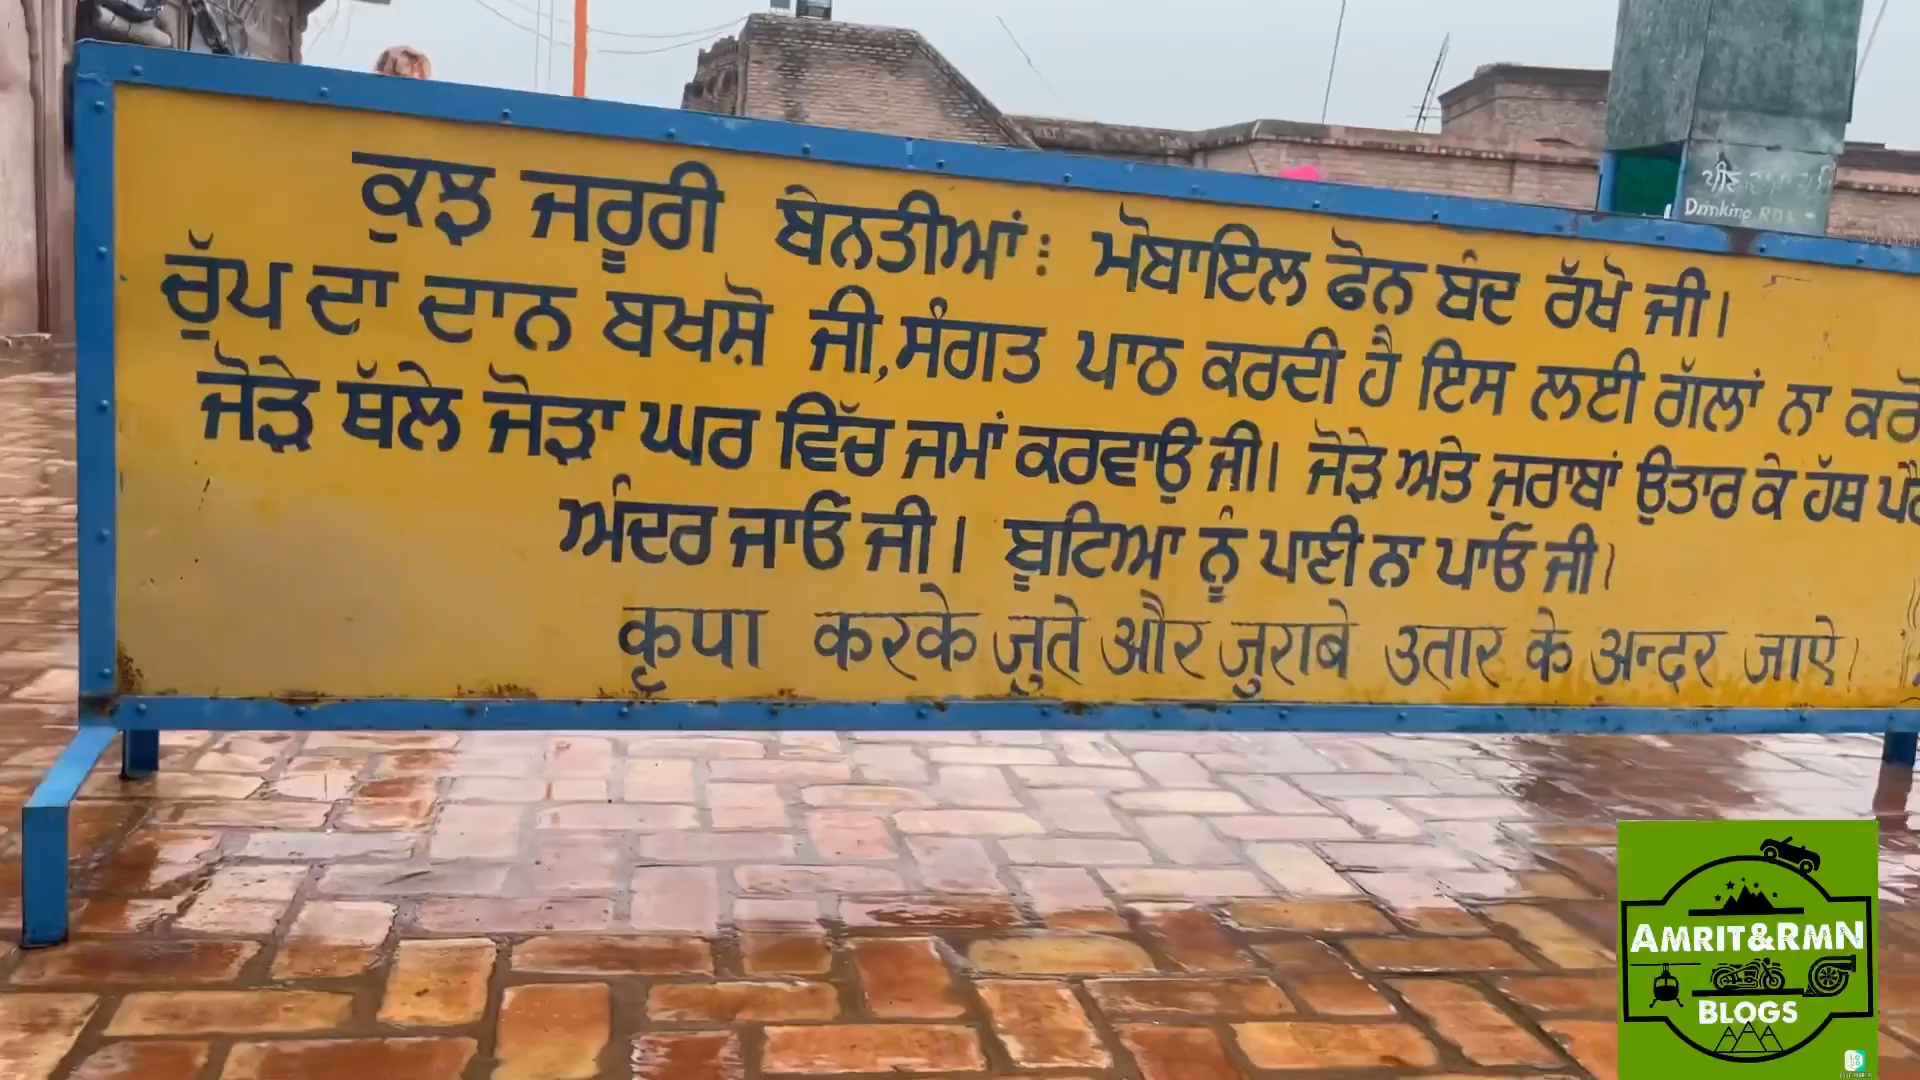 ਕੁਝ ਜਰੂਰੀ ਬੇਨਤੀਆਂ: ਮੋਬਾਇਲ ਫੋਨ ਬੰਦ ਰੱਖੋ ਜੀ।
ਚੁੱਪ ਦਾ ਦਾਨ ਬਖਸ਼ੋ ਜੀ, ਸੰਗਤ ਪਾਠ ਕਰਦੀ ਹੈ ਇਸ ਲਈ ਗੱਲਾਂ ਨਾ ਕਰੋ
ਜੋੜੇ ਥੱਲੇ ਜੋੜਾ ਘਰ ਵਿੱਚ ਜਮਾਂ ਕਰਵਾਉ ਜੀ। ਜੋੜੇ ਅਤੇ ਜੁਰਾਬਾਂ ਉਤਾਰ ਕੇ ਹੱਥ
ਅੰਦਰ ਜਾਓ ਜੀ। ਬੂਟਿਆ ਨੂੰ ਪਾਣੀ ਨਾ ਪਾਓ ਜੀ।
कृपा करके जुते और जुराबे उतार के अन्दर जाऐ।
Drinking
AMRIT&RMN
BLOGS